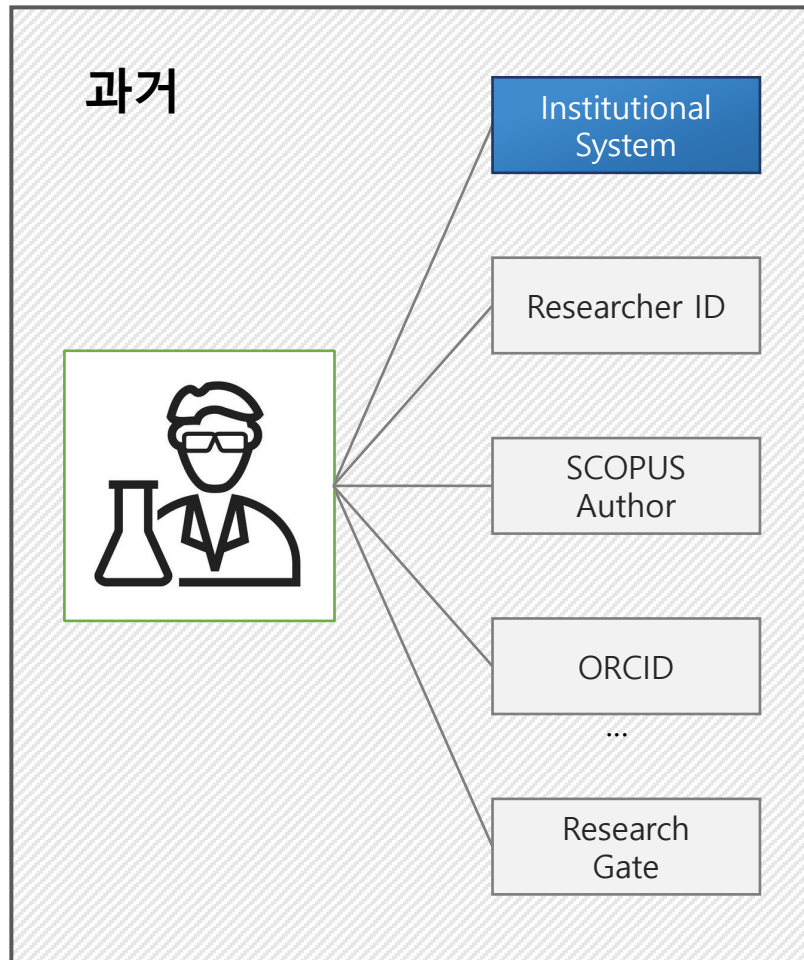 과거
Institutional
System
Researcher ID
SCOPUS
Author
ORCID
...
Research
Gate